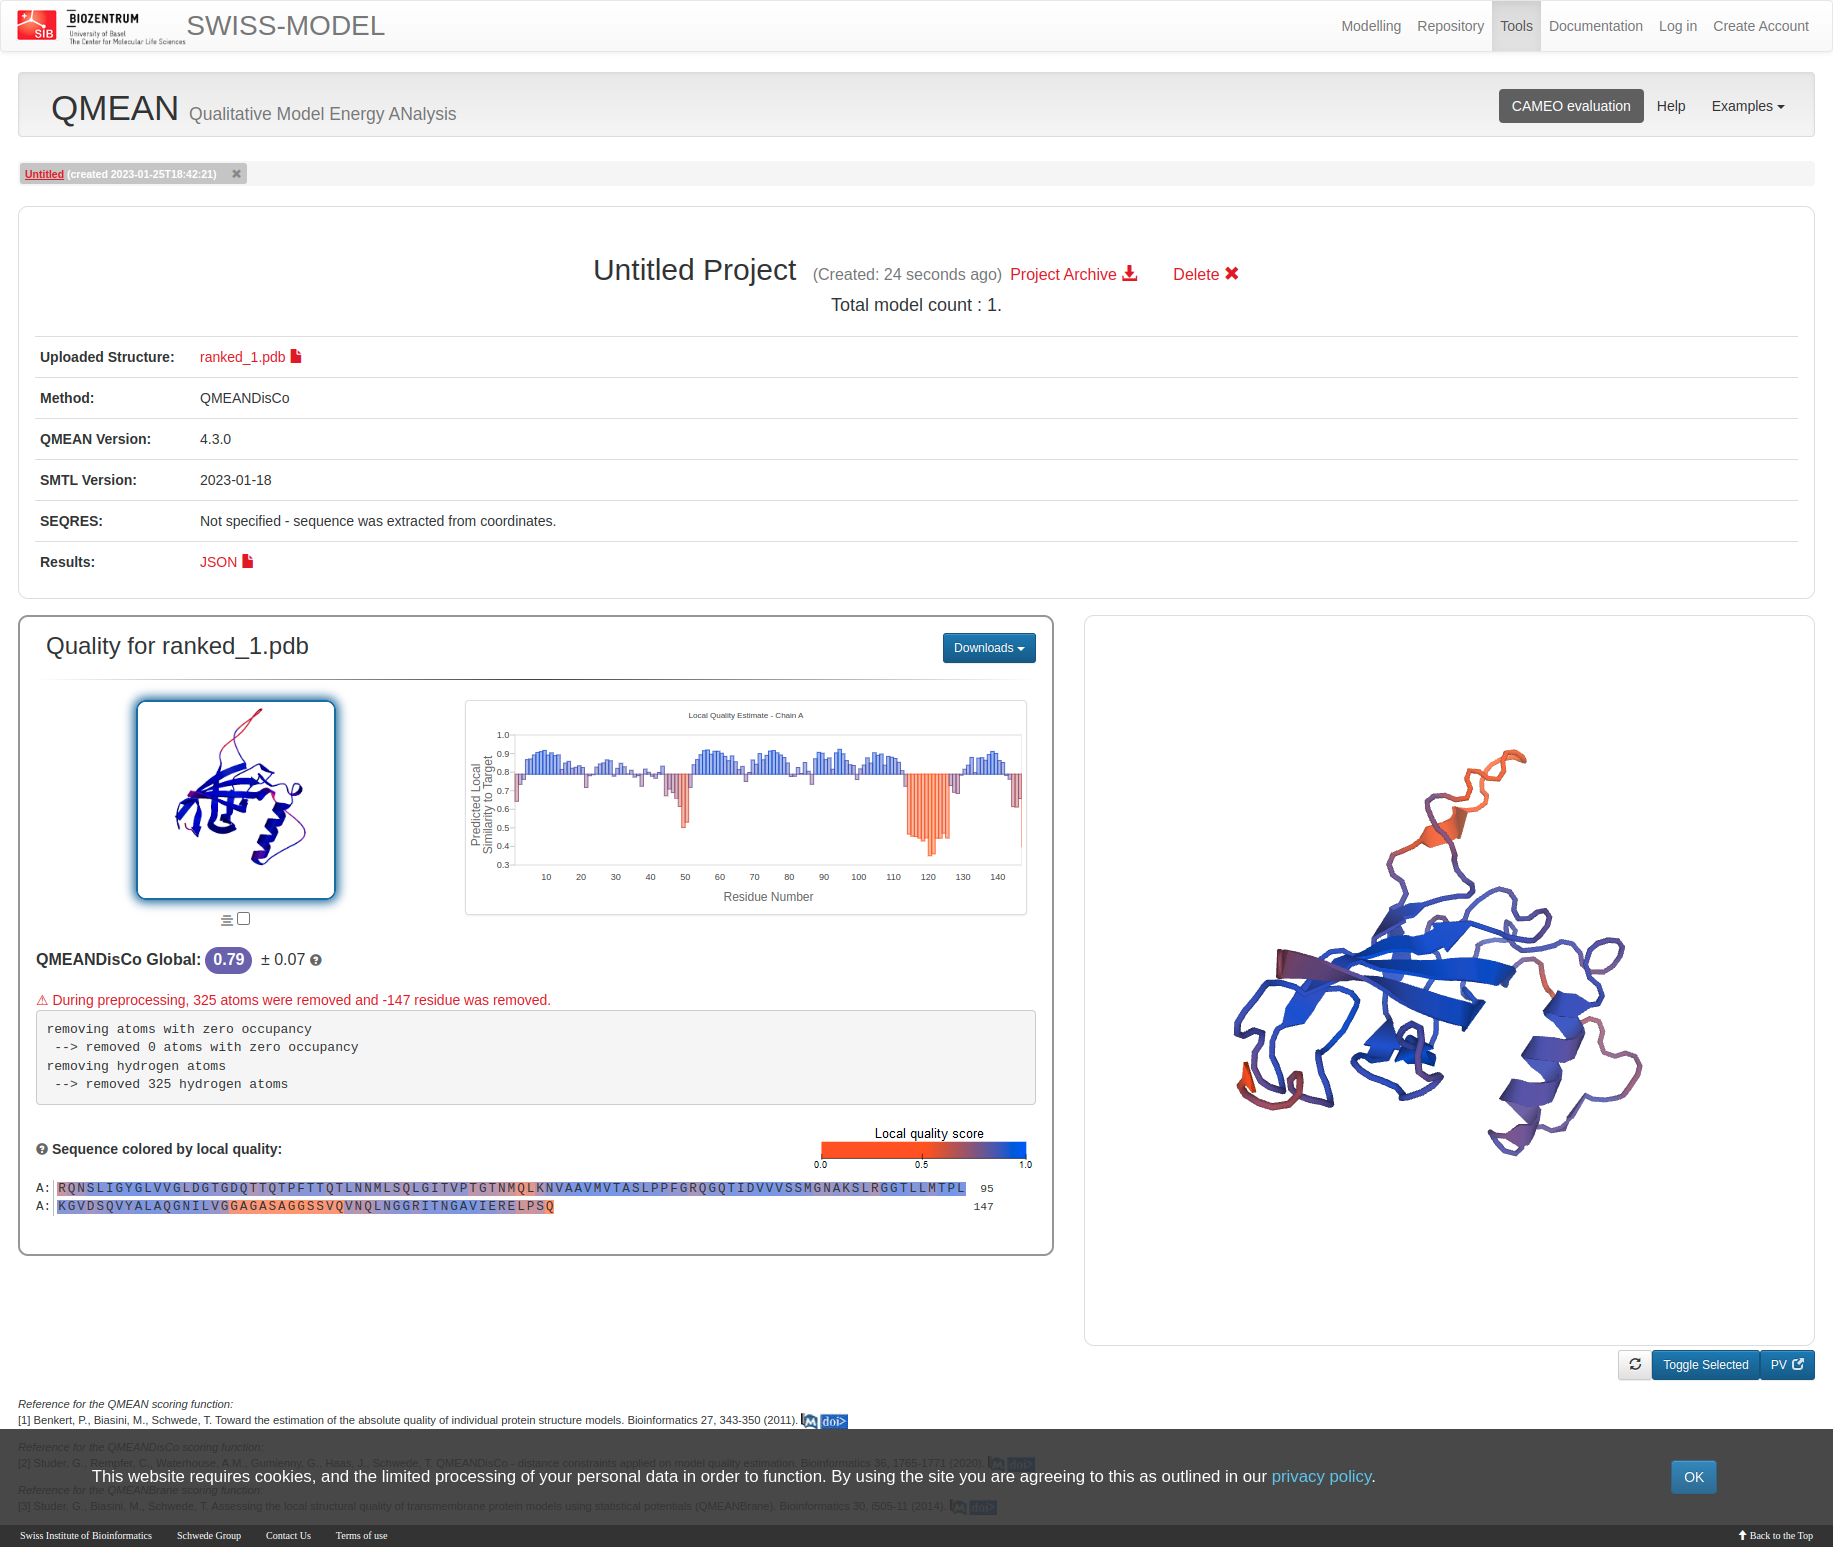 SIB
BIOZENTRUM
University of Basel
The Center for Molecular Life Sciences
SWISS-MODEL
Modelling Repository Tools Documentation Log in Create Account
QMEAN Qualitative Model Energy ANalysis
CAMEO evaluation Help Examples
Untitled (created 2023-01-25T18:42:21)
Untitled Project (Created: 24 seconds ago) Project Archive Delete
Total model count : 1.
Uploaded Structure: ranked_1.pdb
Method: QMEANDisCo
QMEAN Version: 4.3.0
SMTL Version: 2023-01-18
SEQRES: Not specified - sequence was extracted from coordinates.
Results: JSON
Quality for ranked_1.pdb
Downloads
Local Quality Estimate - Chain A
Predicted Local
Similarity to Target
1.0
0.9
0.8
0.7
0.6
0.5
0.4
0.3
10 20 30 40 50 60 70 80 90 100 110 120 130 140
Residue Number
QMEANDisCo Global: 0.79 ± 0.07
⚠ During preprocessing, 325 atoms were removed and -147 residue was removed.
removing atoms with zero occupancy
--> removed 0 atoms with zero occupancy
removing hydrogen atoms
--> removed 325 hydrogen atoms
Sequence colored by local quality:
Local quality score
0.0 0.5 1.0
A: RQNSLIGYGLVVGLDGTGDQTTQTPFTTQTLNNMLSQLGITVPTGTNMQLKNVAAVMVTASLPPFGRQGQTIDVVVSSMGNAKSLRGGTLLMTPL 95
A: KGVDSQVYALAQGNILVGGAGASAGGSSVQVNQLNGGRITNGAVIERELPSQ 147
Toggle Selected
PV
Reference for the QMEAN scoring function:
[1] Benkert, P., Biasini, M., Schwede, T. Toward the estimation of the absolute quality of individual protein structure models. Bioinformatics 27, 343-350 (2011). M doi>
Reference for the QMEANDisCo scoring function:
[2] Studer, G., Rempfer, C., Waterhouse, A.M., Gumienny, G., Haas, J., Schwede, T. QMEANDisCo - distance constraints applied on model quality estimation. Bioinformatics 36, 1765-1771 (2020). M doi>
This website requires cookies, and the limited processing of your personal data in order to function. By using the site you are agreeing to this as outlined in our privacy policy.
OK
Reference for the QMEANBrane scoring function:
[3] Studer, G., Biasini, M., Schwede, T. Assessing the local structural quality of transmembrane protein models using statistical potentials (QMEANBrane). Bioinformatics 30, i505-11 (2014). M doi>
Swiss Institute of Bioinformatics Schwede Group Contact Us Terms of use
Back to the Top